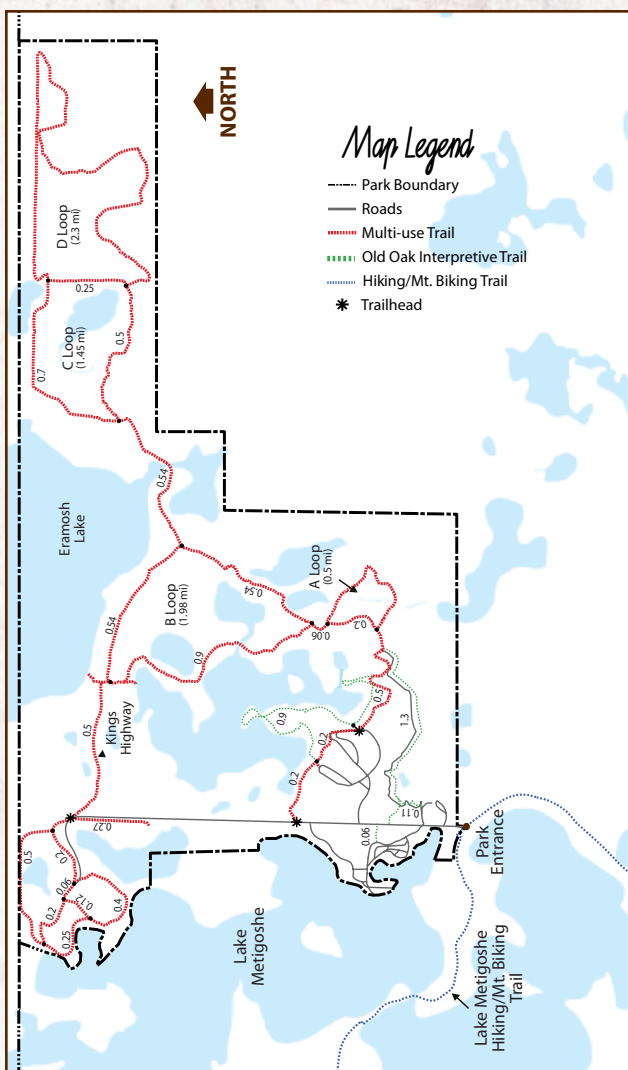 NORTH
Map Legend
Park Boundary
Roads
Multi-use Trail
Old Oak Interpretive Trail
Hiking/Mt. Biking Trail
Trailhead
D Loop
(2.3 mi)
0.25
C Loop
(1.45 mi)
0.5
0.7
0.54
Eramosh
Lake
B Loop
(1.98 mi)
0.54
0.54
A Loop
(0.5 mi)
0.9
0.06
0.2
0.5
Kings
Highway
0.5
0.9
0.2
0.2
1.3
0.11
0.06
0.27
0.5
0.2
0.06
0.2
0.12
0.4
0.25
Lake
Metigoshe
Park
Entrance
Lake Metigoshe
Hiking/Mt. Biking
Trail